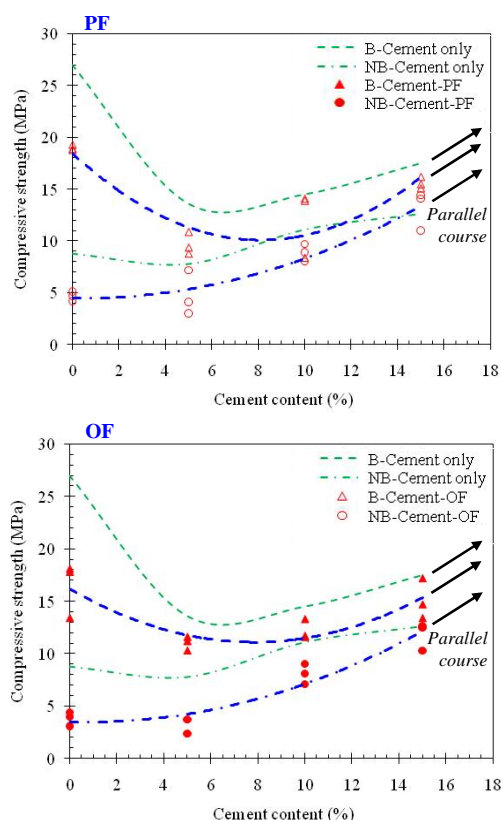 PF
30
25
20
15
10
5
0
Compressive strength (MPa)
B-Cement only
NB-Cement only
B-Cement-PF
NB-Cement-PF
Parallel
course
0 2 4 6 8 10 12 14 16 18
Cement content (%)
OF
30
25
20
15
10
5
0
Compressive strength (MPa)
B-Cement only
NB-Cement only
B-Cement-OF
NB-Cement-OF
Parallel
course
0 2 4 6 8 10 12 14 16 18
Cement content (%)